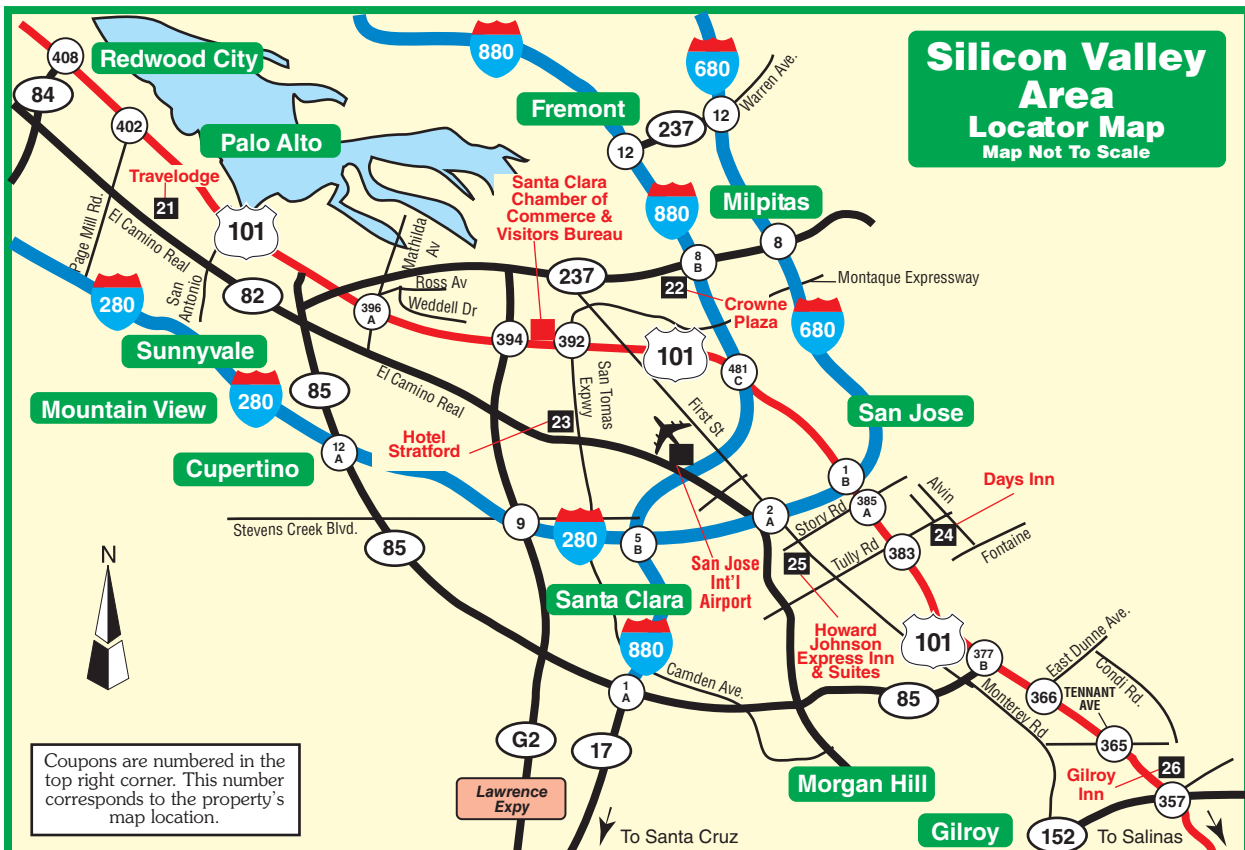 Silicon Valley
Area
Locator Map
Map Not To Scale
408
Redwood City
84
402
Palo Alto
880
680
Warren Ave.
Fremont
237
12
12
Travelodge
21
Page Mill Rd.
El Camino Real
101
Santa Clara
Chamber of
Commerce &
Visitors Bureau
880
Milpitas
8
8
B
Mathilda
Av
San
Antonio
82
237
Ross Av
Weddell Dr
22
Crowne
Plaza
Montaque Expressway
280
396
A
394
392
101
680
Sunnyvale
481
C
280
85
El Camino Real
San Tomas
Expwy
First St
Mountain View
San Jose
23
Hotel
Stratford
12
A
Cupertino
1
B
Alvin
Days Inn
385
A
Story Rd
2
A
9
Stevens Creek Blvd.
280
5
B
24
Fontaine
383
Tully Rd
85
N
San Jose
Int'l
Airport
25
Santa Clara
Howard
Johnson
Express Inn
& Suites
101
East Dunne Ave.
880
377
B
Condi Rd.
Camden Ave.
1
A
85
366
TENNANT
AVE
Monterey Rd
G2
17
365
Coupons are numbered in the
top right corner. This number
corresponds to the property's
map location.
Morgan Hill
Gilroy
Inn
26
Lawrence
Expy
357
To Santa Cruz
Gilroy
152
To Salinas